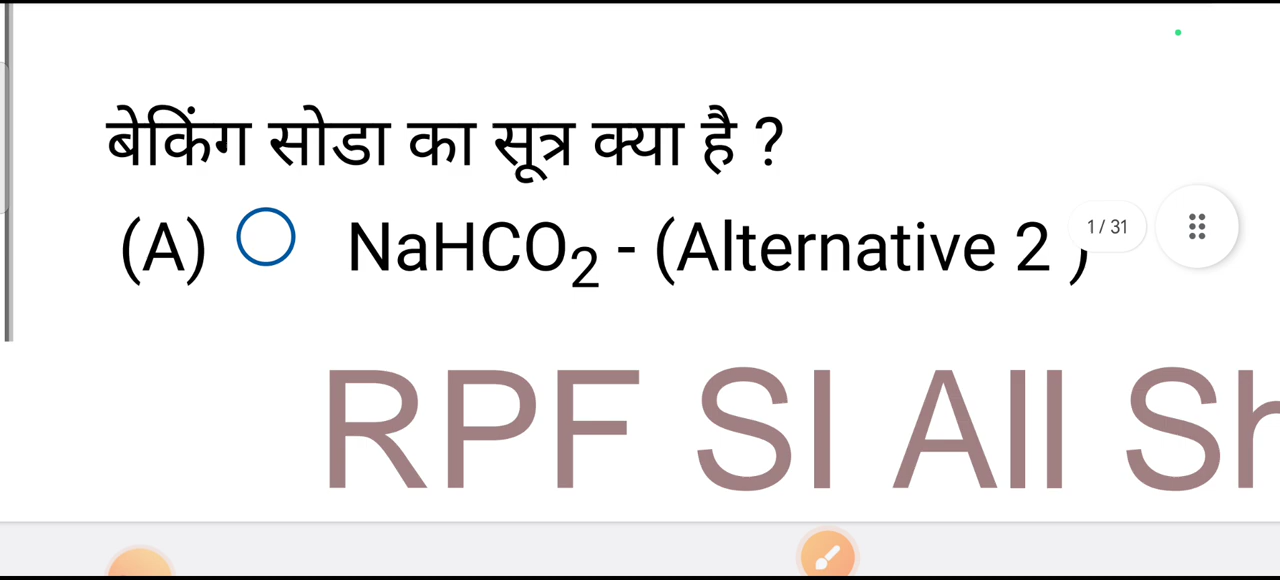 बेकिंग सोडा का सूत्र क्या है ?
(A) NaHCO₂ - (Alternative 2 )
1 / 31
RPF SI All Sh